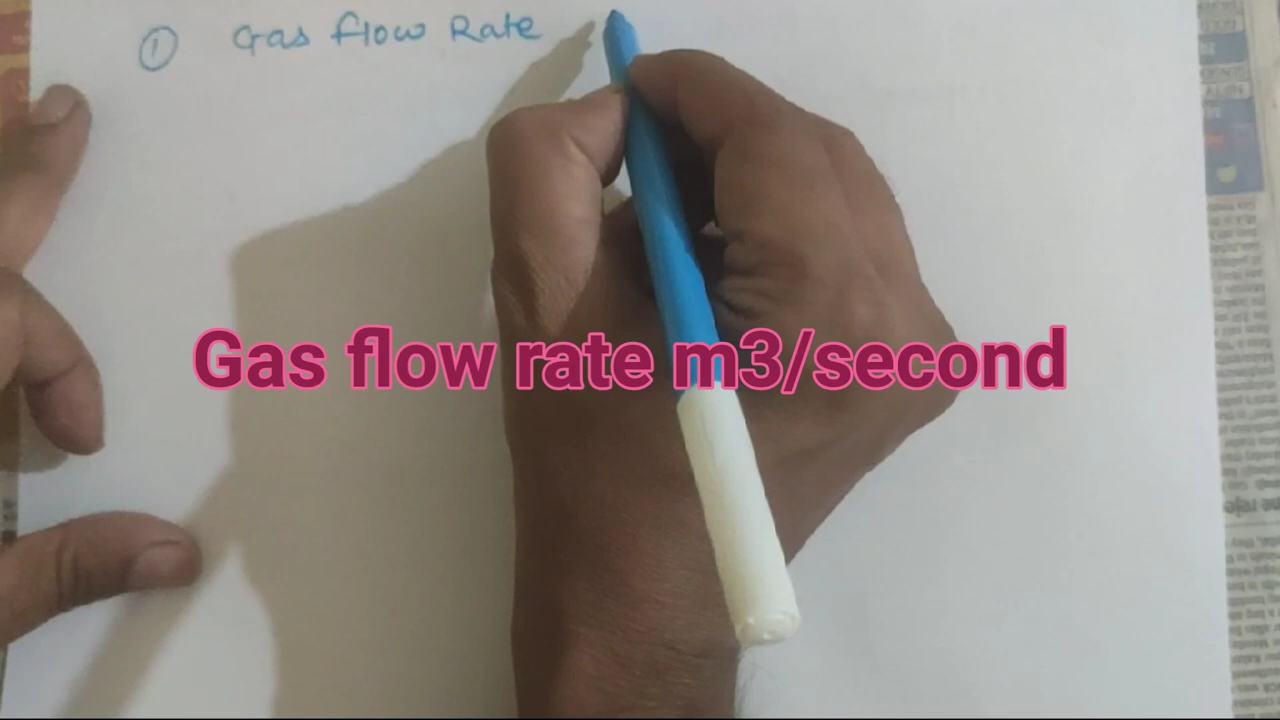 ① Gas flow Rate
Gas flow rate m3/second